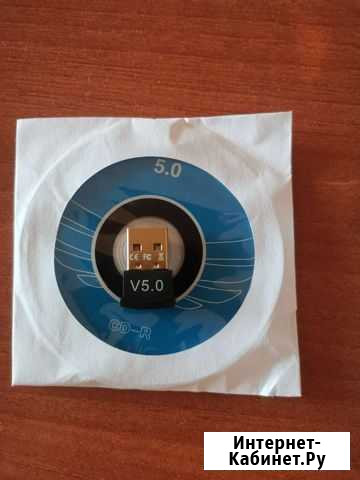 5.0
CE FC
V5.0
CD-R
Интернет-
Кабинет.Ру